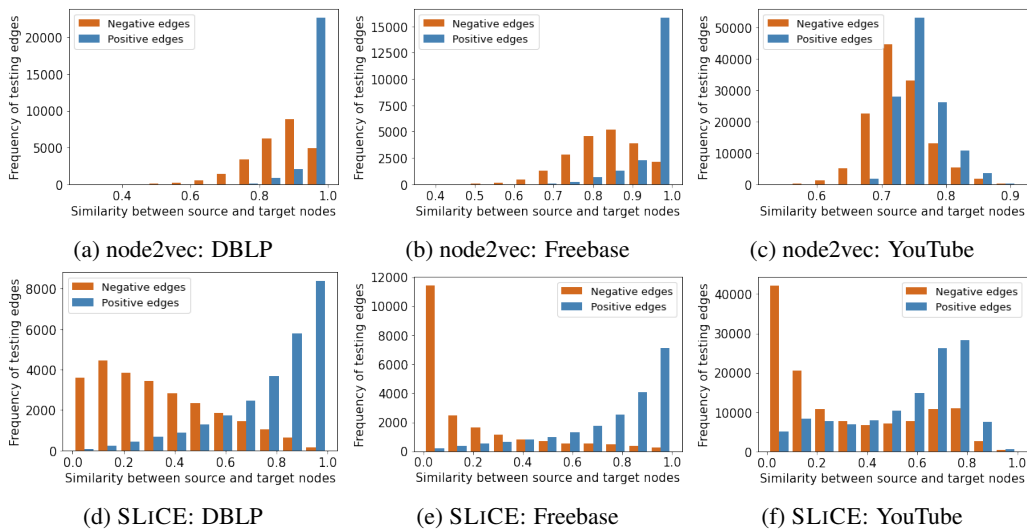 Frequency of testing edges
20000
15000
10000
5000
0
Negative edges
Positive edges
0.4 0.6 0.8 1.0
Similarity between source and target nodes
(a) node2vec: DBLP
Frequency of testing edges
15000
12500
10000
7500
5000
2500
0
Negative edges
Positive edges
0.4 0.5 0.6 0.7 0.8 0.9 1.0
Similarity between source and target nodes
(b) node2vec: Freebase
Frequency of testing edges
50000
40000
30000
20000
10000
0
Negative edges
Positive edges
0.6 0.7 0.8 0.9
Similarity between source and target nodes
(c) node2vec: YouTube
Frequency of testing edges
8000
6000
4000
2000
0
Negative edges
Positive edges
0.0 0.2 0.4 0.6 0.8 1.0
Similarity between source and target nodes
(d) SLiCE: DBLP
Frequency of testing edges
12000
10000
8000
6000
4000
2000
0
Negative edges
Positive edges
0.0 0.2 0.4 0.6 0.8 1.0
Similarity between source and target nodes
(e) SLiCE: Freebase
Frequency of testing edges
40000
30000
20000
10000
0
Negative edges
Positive edges
0.0 0.2 0.4 0.6 0.8 1.0
Similarity between source and target nodes
(f) SLiCE: YouTube